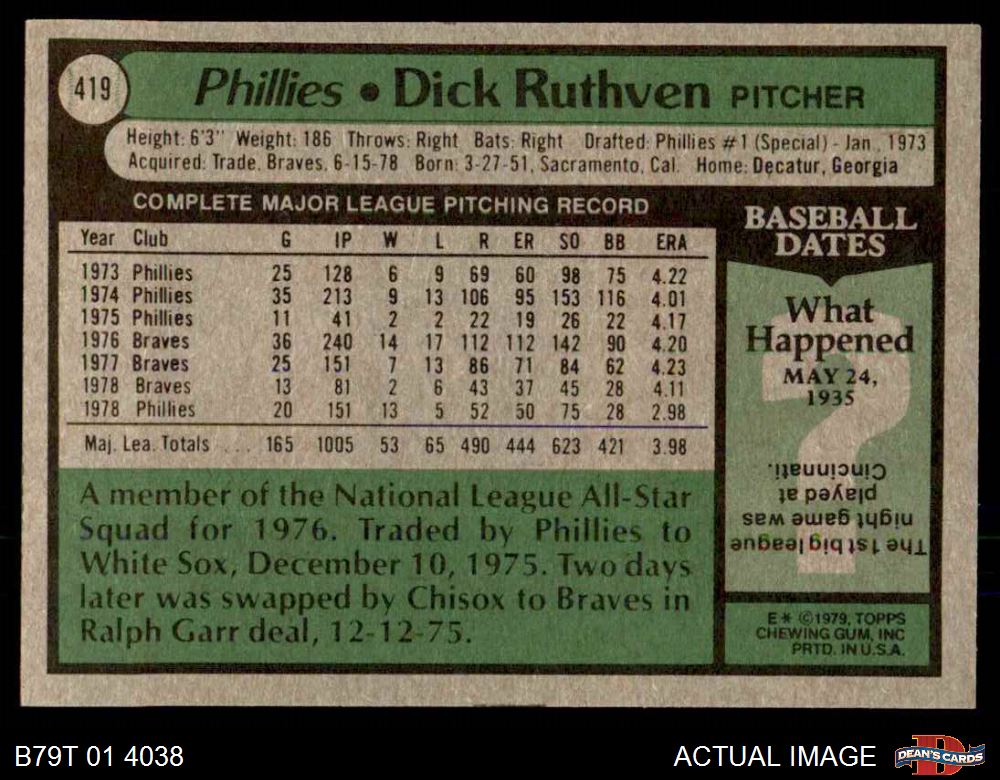 419
Phillies • Dick Ruthven PITCHER
Height: 6'3" Weight: 186 Throws: Right Bats: Right Drafted: Phillies #1 (Special) - Jan., 1973
Acquired: Trade, Braves, 6-15-78 Born: 3-27-51, Sacramento, Cal. Home: Decatur, Georgia
COMPLETE MAJOR LEAGUE PITCHING RECORD
Year Club G IP W L R ER SO BB ERA
1973 Phillies 25 128 6 9 69 60 98 75 4.22
1974 Phillies 35 213 9 13 106 95 153 116 4.01
1975 Phillies 11 41 2 2 22 19 26 22 4.17
1976 Braves 36 240 14 17 112 112 142 90 4.20
1977 Braves 25 151 7 13 86 71 84 62 4.23
1978 Braves 13 81 2 6 43 37 45 28 4.11
1978 Phillies 20 151 13 5 52 50 75 28 2.98
Maj. Lea. Totals ... 165 1005 53 65 490 444 623 421 3.98
A member of the National League All-Star
Squad for 1976. Traded by Phillies to
White Sox, December 10, 1975. Two days
later was swapped by Chisox to Braves in
Ralph Garr deal, 12-12-75.
BASEBALL
DATES
What
Happened
MAY 24,
1935
?
The 1st big league
night game was
played at
Cincinnati.
E* ©1979, TOPPS
CHEWING GUM, INC
PRTD. IN U.S.A.
B79T 01 4038
ACTUAL IMAGE
D
DEAN'S CARDS